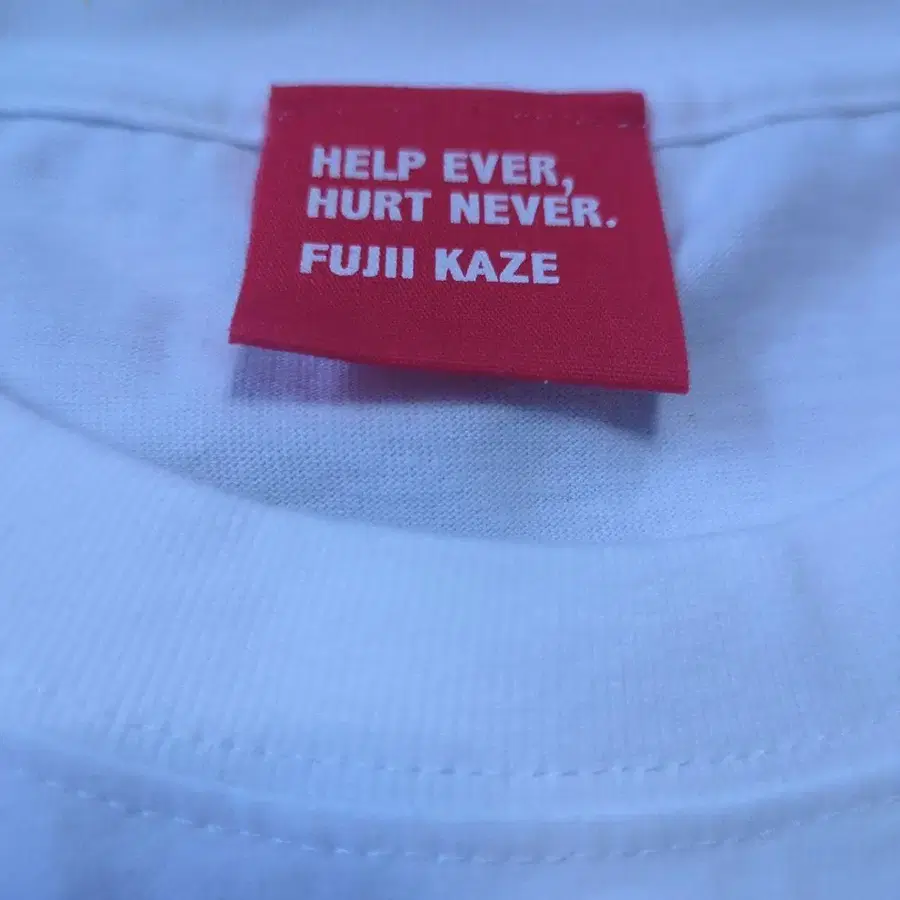 HELP EVER,
HURT NEVER.
FUJII KAZE